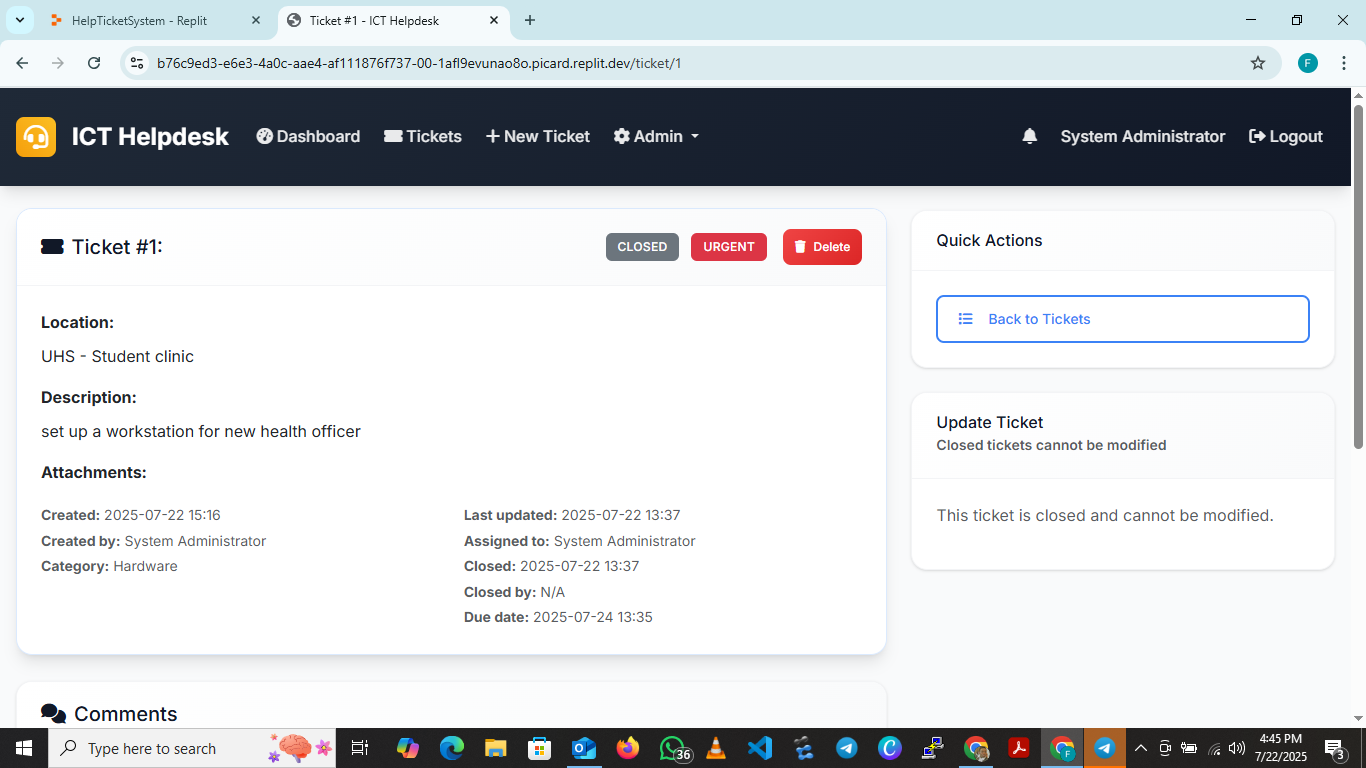 HelpTicketSystem - Replit
Ticket #1 - ICT Helpdesk
b76c9ed3-e6e3-4a0c-aae4-af111876f737-00-1afl9evunao8o.picard.replit.dev/ticket/1
F
ICT Helpdesk
Dashboard
Tickets
New Ticket
Admin
System Administrator
Logout
Ticket #1:
CLOSED
URGENT
Delete
Location:
UHS - Student clinic
Description:
set up a workstation for new health officer
Attachments:
Created: 2025-07-22 15:16
Created by: System Administrator
Category: Hardware
Last updated: 2025-07-22 13:37
Assigned to: System Administrator
Closed: 2025-07-22 13:37
Closed by: N/A
Due date: 2025-07-24 13:35
Comments
Quick Actions
Back to Tickets
Update Ticket
Closed tickets cannot be modified
This ticket is closed and cannot be modified.
Type here to search
36
F
4:45 PM
7/22/2025
3